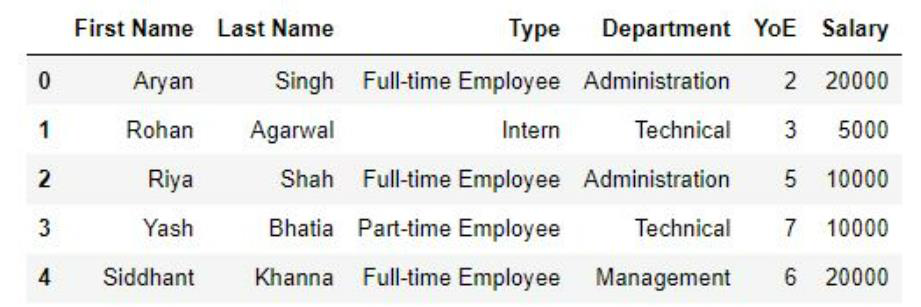 First Name Last Name Type Department YoE Salary
0 Aryan Singh Full-time Employee Administration 2 20000
1 Rohan Agarwal Intern Technical 3 5000
2 Riya Shah Full-time Employee Administration 5 10000
3 Yash Bhatia Part-time Employee Technical 7 10000
4 Siddhant Khanna Full-time Employee Management 6 20000